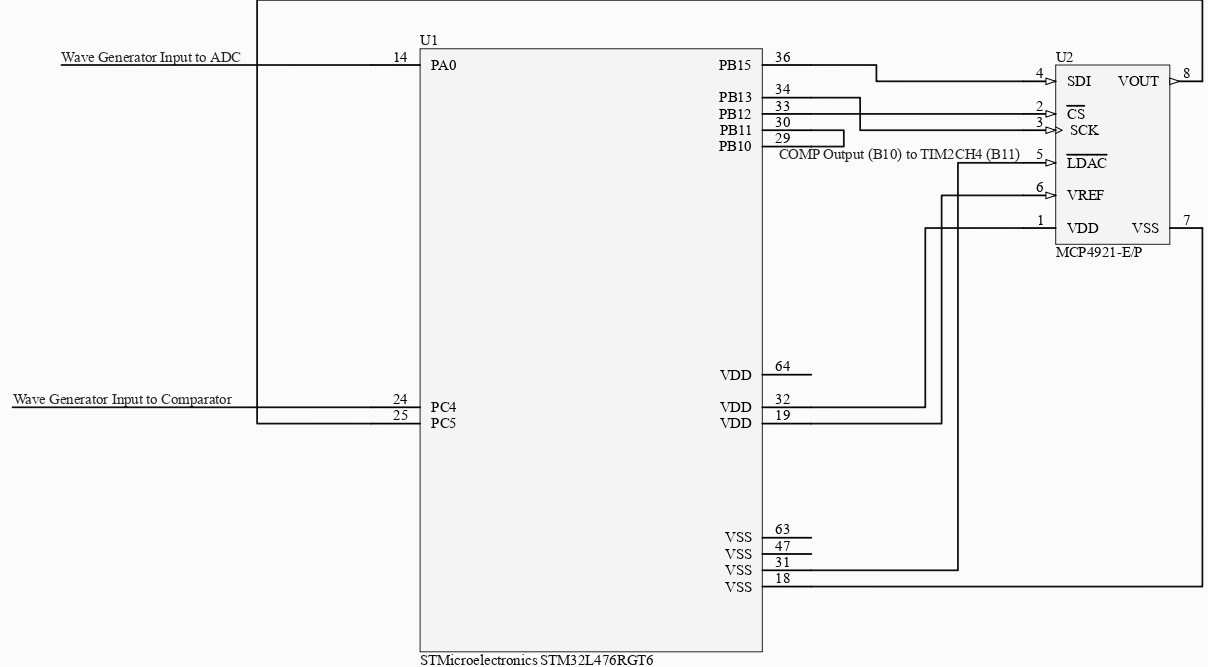 U1
Wave Generator Input to ADC
14
PA0
PB15
36
PB13
34
PB12
33
PB11
30
PB10
29
COMP Output (B10) to TIM2CH4 (B11)
U2
4
SDI
VOUT
8
2
CS
3
SCK
5
LDAC
6
VREF
1
VDD
VSS
7
MCP4921-E/P
VDD
64
Wave Generator Input to Comparator
24
PC4
VDD
32
25
PC5
VDD
19
VSS
63
VSS
47
VSS
31
VSS
18
STMicroelectronics STM32L476RGT6